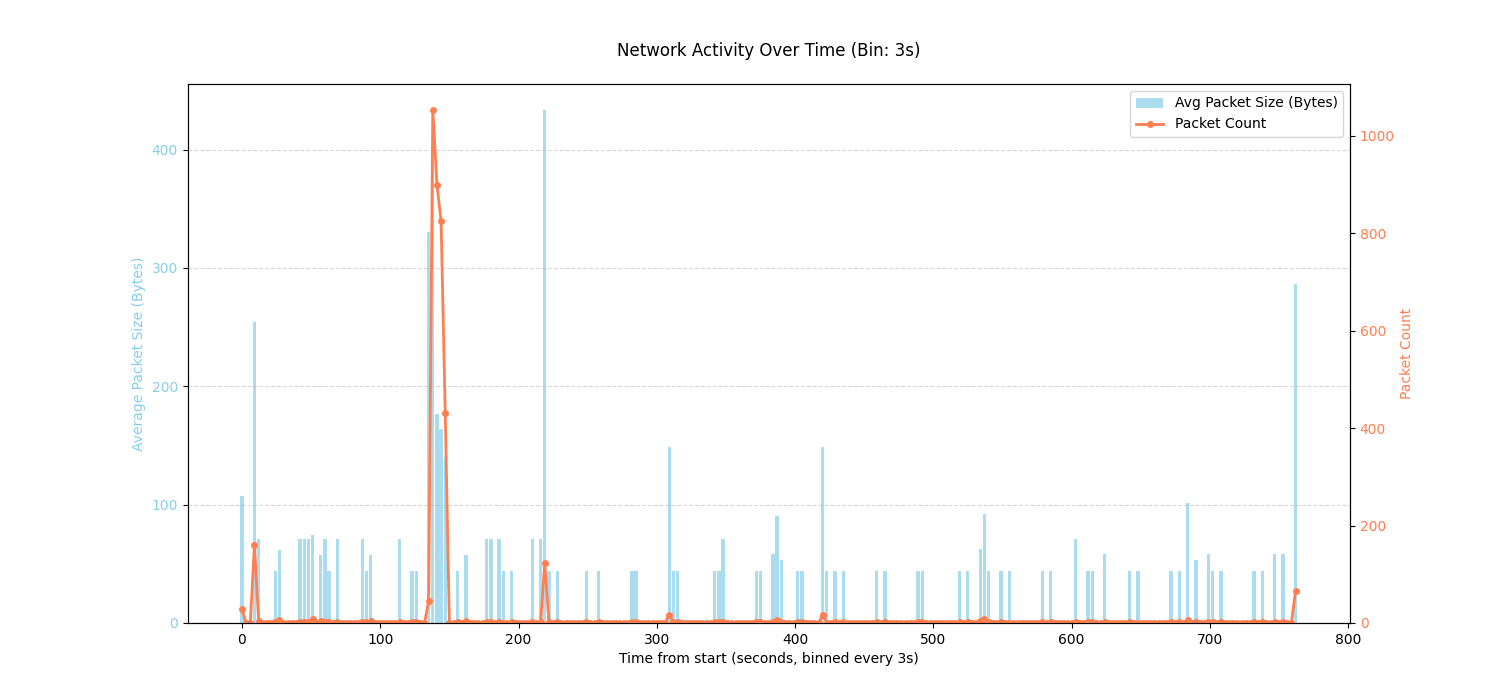 Network Activity Over Time (Bin: 3s)
Avg Packet Size (Bytes)
Packet Count
Average Packet Size (Bytes)
400
300
200
100
0
1000
800
600
400
200
0
Packet Count
0 100 200 300 400 500 600 700 800
Time from start (seconds, binned every 3s)